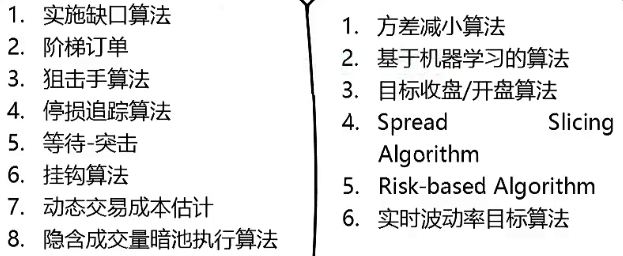 1. 实施缺口算法
2. 阶梯订单
3. 狙击手算法
4. 停损追踪算法
5. 等待-突击
6. 挂钩算法
7. 动态交易成本估计
8. 隐含成交量暗池执行算法
1. 方差减小算法
2. 基于机器学习的算法
3. 目标收盘/开盘算法
4. Spread Slicing
Algorithm
5. Risk-based Algorithm
6. 实时波动率目标算法